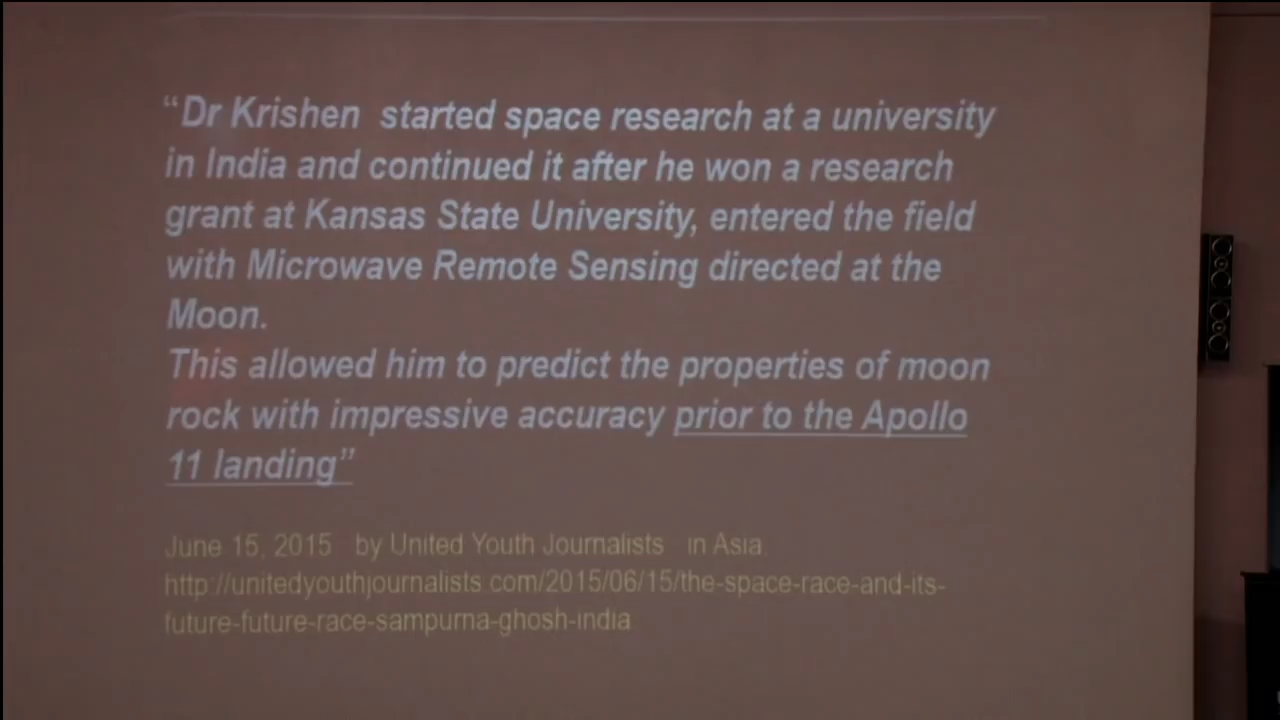 “Dr Krishen started space research at a university
in India and continued it after he won a research
grant at Kansas State University, entered the field
with Microwave Remote Sensing directed at the
Moon.
This allowed him to predict the properties of moon
rock with impressive accuracy prior to the Apollo
11 landing”
June 15, 2015 by United Youth Journalists in Asia
http://unitedyouthjournalists.com/2015/06/15/the-space-race-and-its-
future-future-race-sampurna-ghosh-india